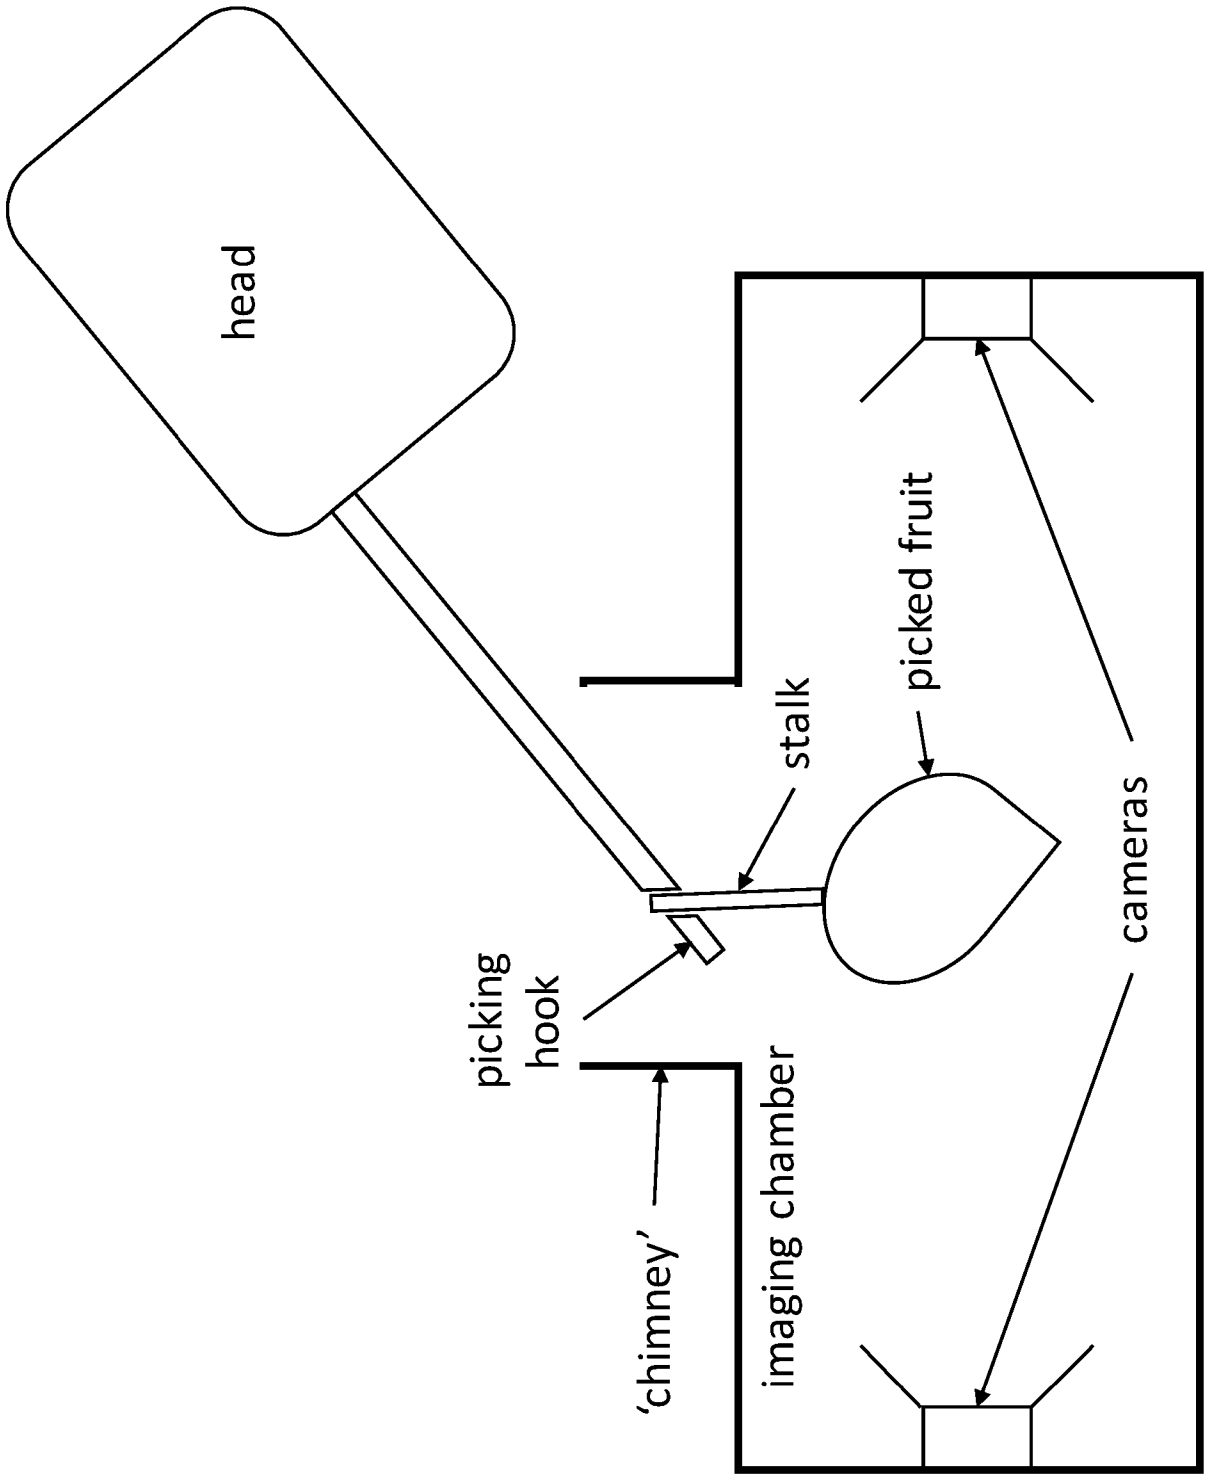 head
picking
hook
‘chimney’
imaging chamber
stalk
picked fruit
cameras